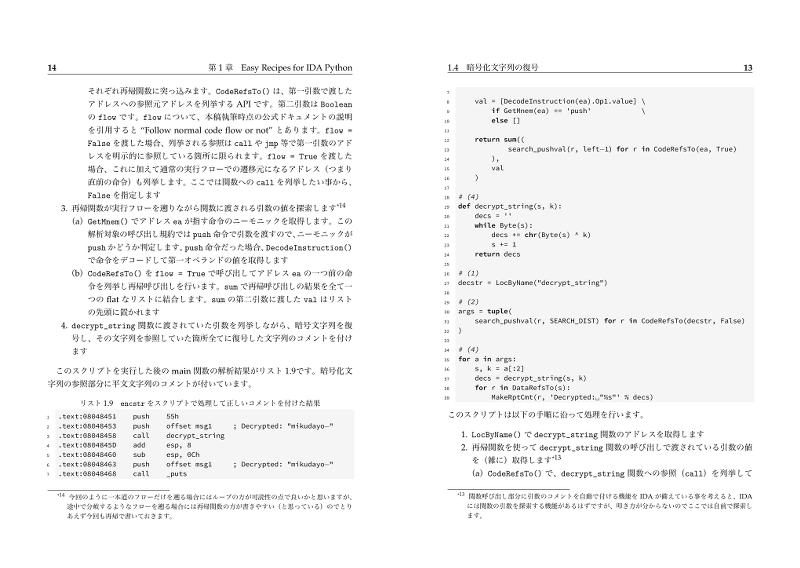 14 第 1 章 Easy Recipes for IDA Python
それぞれ再帰関数に突っ込みます。CodeRefsTo() は、第一引数で渡した
アドレスへの参照元アドレスを列挙する API です。第二引数は Boolean
の flow です。flow について、本稿執筆時点の公式ドキュメントの説明
を引用すると “Follow normal code flow or not” とあります。flow =
False を渡した場合、列挙される参照は call や jmp 等で第一引数のアド
レスを明示的に参照している箇所に限られます。flow = True を渡した
場合、これに加えて通常の実行フローでの遷移元になるアドレス（つまり
直前の命令）も列挙します。ここでは関数への call を列挙したい事から、
False を指定します
3. 再帰関数が実行フローを遡りながら関数に渡される引数の値を探索します*14
(a) GetMnem() でアドレス ea が指す命令のニーモニックを取得します。この
解析対象の呼び出し規約では push 命令で引数を渡すので、ニーモニックが
push かどうか判定します。push 命令だった場合、DecodeInstruction()
で命令をデコードして第一オペランドの値を取得します
(b) CodeRefsTo() を flow = True で呼び出してアドレス ea の一つ前の命
令を列挙し再帰呼び出しを行います。sum で再帰呼び出しの結果を全て一
つの flat なリストに結合します。sum の第二引数に渡した val はリスト
の先頭に置かれます
4. decrypt_string 関数に渡されていた引数を列挙しながら、暗号文字列を復
号し、その文字列を参照していた箇所全てに復号した文字列のコメントを付け
ます
このスクリプトを実行した後の main 関数の解析結果がリスト 1.9です。暗号化文
字列の参照部分に平文文字列のコメントが付いています。
リスト 1.9 encstr をスクリプトで処理して正しいコメントを付けた結果
1 .text:08048451 push 55h
2 .text:08048453 push offset msg1 ; Decrypted: "mikudayo~"
3 .text:08048458 call decrypt_string
4 .text:0804845D add esp, 8
5 .text:08048460 sub esp, 0Ch
6 .text:08048463 push offset msg1 ; Decrypted: "mikudayo~"
7 .text:08048468 call _puts
*14 今回のように一本道のフローだけを遡る場合にはループの方が可読性の点で良いかと思いますが、
途中で分岐するようなフローを遡る場合には再帰関数の方が書きやすい（と思っている）のでとり
あえず今回も再帰で書いておきます。
1.4 暗号化文字列の復号 13
7
8 val = [DecodeInstruction(ea).Op1.value] \
9 if GetMnem(ea) == 'push' \
10 else []
11
12 return sum((
13 search_pushval(r, left-1) for r in CodeRefsTo(ea, True)
14 ),
15 val
16 )
17
18 # (4)
19 def decrypt_string(s, k):
20 decs = ''
21 while Byte(s):
22 decs += chr(Byte(s) ^ k)
23 s += 1
24 return decs
25
26 # (1)
27 decstr = LocByName("decrypt_string")
28
29 # (2)
30 args = tuple(
31 search_pushval(r, SEARCH_DIST) for r in CodeRefsTo(decstr, False)
32 )
33
34 # (4)
35 for a in args:
36 s, k = a[:2]
37 decs = decrypt_string(s, k)
38 for r in DataRefsTo(s):
39 MakeRptCmt(r, 'Decrypted:␣"%s"' % decs)
このスクリプトは以下の手順に沿って処理を行います。
1. LocByName() で decrypt_string 関数のアドレスを取得します
2. 再帰関数を使って decrypt_string 関数の呼び出しで渡されている引数の値
を（雑に）取得します*13
(a) CodeRefsTo() で、decrypt_string 関数への参照（call）を列挙して
*13 関数呼び出し部分に引数のコメントを自動で付ける機能を IDA が備えている事を考えると、IDA
には関数の引数を探索する機能があるはずですが、叩き方が分からないのでここでは自前で探索し
ます。